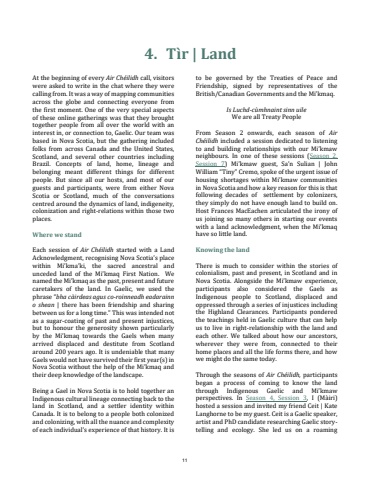 4. Tìr | Land
At the beginning of every Air Chèilidh call, visitors
were asked to write in the chat where they were
calling from. It was a way of mapping communities
across the globe and connecting everyone from
the first moment. One of the very special aspects
of these online gatherings was that they brought
together people from all over the world with an
interest in, or connection to, Gaelic. Our team was
based in Nova Scotia, but the gathering included
folks from across Canada and the United States,
Scotland, and several other countries including
Brazil. Concepts of land, home, lineage and
belonging meant different things for different
people. But since all our hosts, and most of our
guests and participants, were from either Nova
Scotia or Scotland, much of the conversations
centred around the dynamics of land, indigeneity,
colonization and right-relations within those two
places.
Where we stand
Each session of Air Chèilidh started with a Land
Acknowledgment, recognising Nova Scotia's place
within Mi'kma'ki, the sacred ancestral and
unceded land of the Mi'kmaq First Nation. We
named the Mi'kmaq as the past, present and future
caretakers of the land. In Gaelic, we used the
phrase "bha càirdeas agus co-roinneadh eadarainn
o shean | there has been friendship and sharing
between us for a long time." This was intended not
as a sugar-coating of past and present injustices,
but to honour the generosity shown particularly
by the Mi'kmaq towards the Gaels when many
arrived displaced and destitute from Scotland
around 200 years ago. It is undeniable that many
Gaels would not have survived their first year(s) in
Nova Scotia without the help of the Mi'kmaq and
their deep knowledge of the landscape.
Being a Gael in Nova Scotia is to hold together an
Indigenous cultural lineage connecting back to the
land in Scotland, and a settler identity within
Canada. It is to belong to a people both colonized
and colonizing, with all the nuance and complexity
of each individual's experience of that history. It is
to be governed by the Treaties of Peace and
Friendship, signed by representatives of the
British/Canadian Governments and the Mi'kmaq.
Is Luchd-cùmhnaint sinn uile
We are all Treaty People
From Season 2 onwards, each season of Air
Chèilidh included a session dedicated to listening
to and building relationships with our Mi'kmaw
neighbours. In one of these sessions (Season 2,
Session 7) Mi'kmaw guest, Sa'n Sulian | John
William "Tiny" Cremo, spoke of the urgent issue of
housing shortages within Mi'kmaw communities
in Nova Scotia and how a key reason for this is that
following decades of settlement by colonizers,
they simply do not have enough land to build on.
Host Frances MacEachen articulated the irony of
us joining so many others in starting our events
with a land acknowledgment, when the Mi'kmaq
have so little land.
Knowing the land
There is much to consider within the stories of
colonialism, past and present, in Scotland and in
Nova Scotia. Alongside the Mi'kmaw experience,
participants also considered the Gaels as
Indigenous people to Scotland, displaced and
oppressed through a series of injustices including
the Highland Clearances. Participants pondered
the teachings held in Gaelic culture that can help
us to live in right-relationship with the land and
each other. We talked about how our ancestors,
wherever they were from, connected to their
home places and all the life forms there, and how
we might do the same today.
Through the seasons of Air Chèilidh, participants
began a process of coming to know the land
through Indigenous Gaelic and Mi'kmaw
perspectives. In Season 4, Session 3, I (Màiri)
hosted a session and invited my friend Ceit | Kate
Langhorne to be my guest. Ceit is a Gaelic speaker,
artist and PhD candidate researching Gaelic story-
telling and ecology. She led us on a roaming